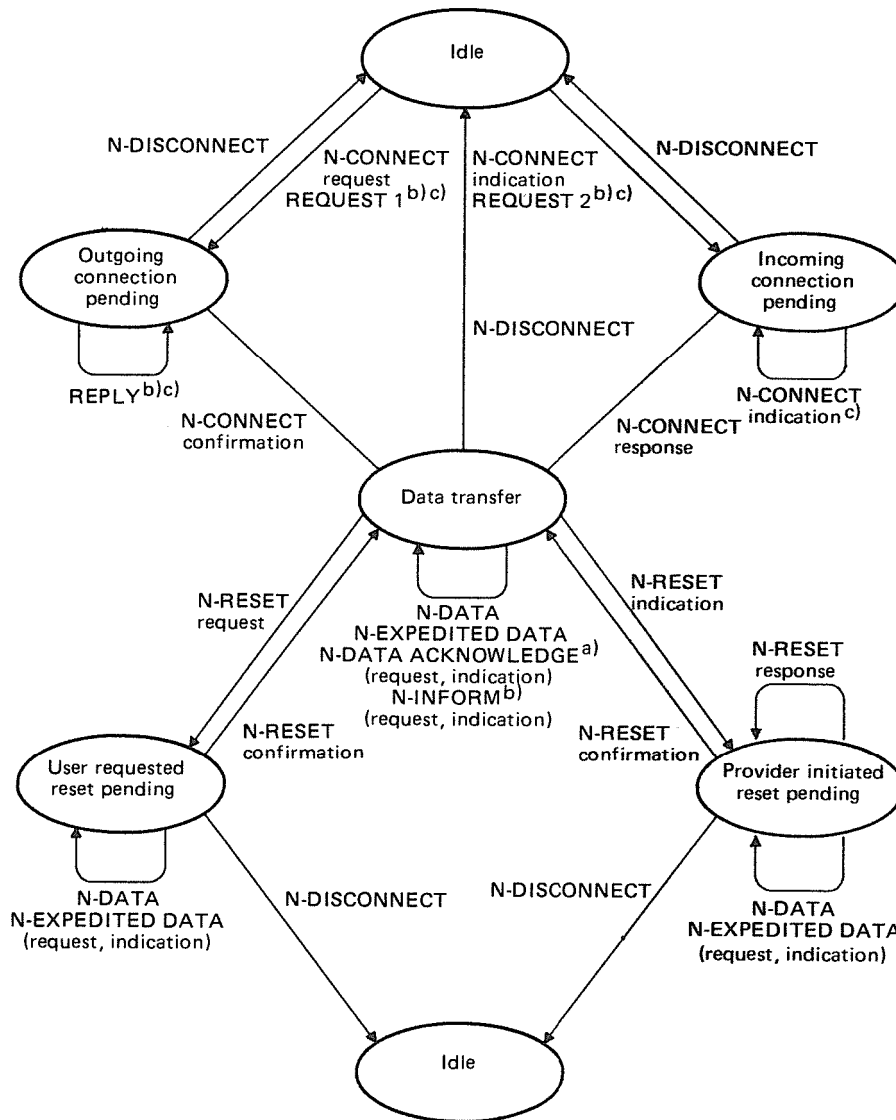 Idle
N-DISCONNECT
N-CONNECT
request
REQUEST 1b)c)
N-CONNECT
indication
REQUEST 2b)c)
N-DISCONNECT
Outgoing
connection
pending
Incoming
connection
pending
N-DISCONNECT
REPLYb)c)
N-CONNECT
indicationc)
N-CONNECT
confirmation
N-CONNECT
response
Data transfer
N-RESET
request
N-DATA
N-EXPEDITED DATA
N-DATA ACKNOWLEDGEa)
(request, indication)
N-INFORMb)
(request, indication)
N-RESET
indication
N-RESET
response
N-RESET
confirmation
N-RESET
confirmation
User requested
reset pending
Provider initiated
reset pending
N-DATA
N-EXPEDITED DATA
(request, indication)
N-DISCONNECT
N-DISCONNECT
N-DATA
N-EXPEDITED DATA
(request, indication)
Idle